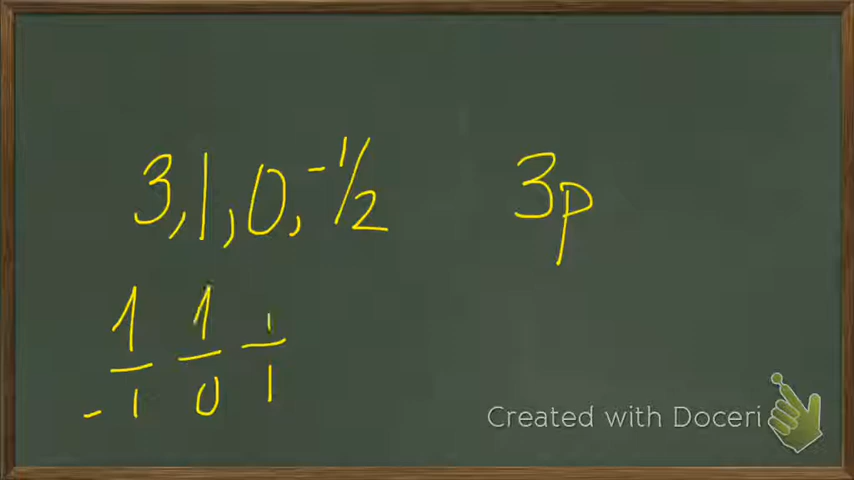 3, 1, 0, -1/2
3p
1 1 1
-1 0 1
Created with Doceri